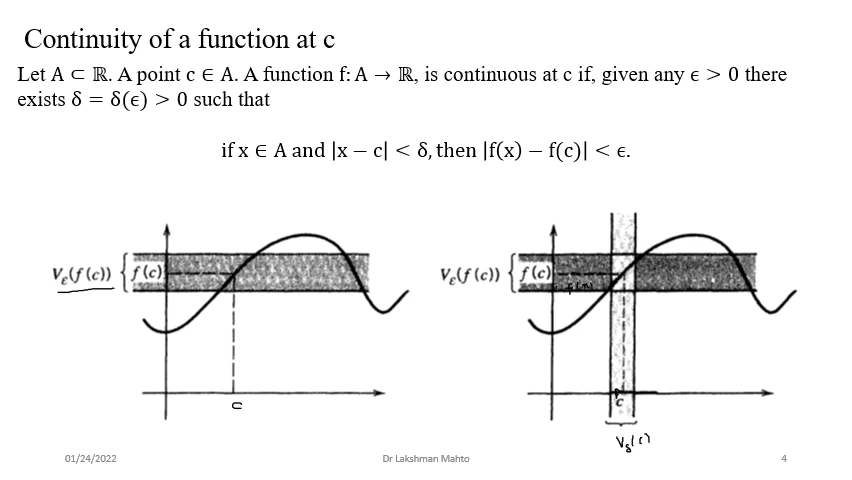 Continuity of a function at c
Let A ⊂ ℝ. A point c ∈ A. A function f: A → ℝ, is continuous at c if, given any ϵ > 0 there
exists δ = δ(ϵ) > 0 such that
if x ∈ A and |x − c| < δ, then |f(x) − f(c)| < ϵ.
Vε(f(c)) { f(c)
c
Vε(f(c)) { f(c)
f(x)
c
Vδ(c)
01/24/2022 Dr Lakshman Mahto 4